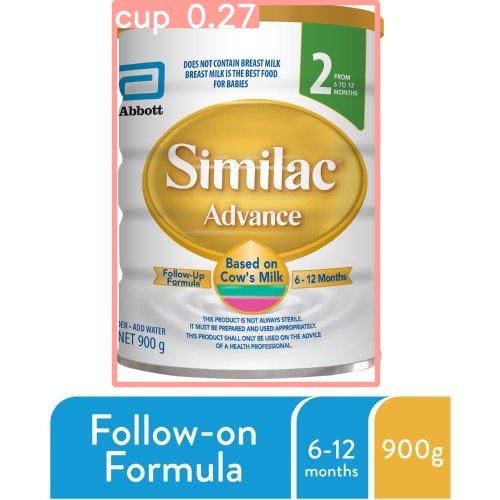 cup 0.27
DOES NOT CONTAIN BREAST MILK
BREAST MILK IS THE BEST FOOD
FOR BABIES
2
FROM
6 TO 12
MONTHS
Abbott
Similac
Advance
Based on
Cow's Milk
Follow-Up
Formula
6 - 12 Months
THIS PRODUCT IS NOT ALWAYS STERILE.
IT MUST BE PREPARED AND USED APPROPRIATELY.
THIS PRODUCT SHALL ONLY BE USED ON THE ADVICE
OF A HEALTH PROFESSIONAL.
DER • ADD WATER
NET 900 g
Follow-on
Formula
6-12
months
900g